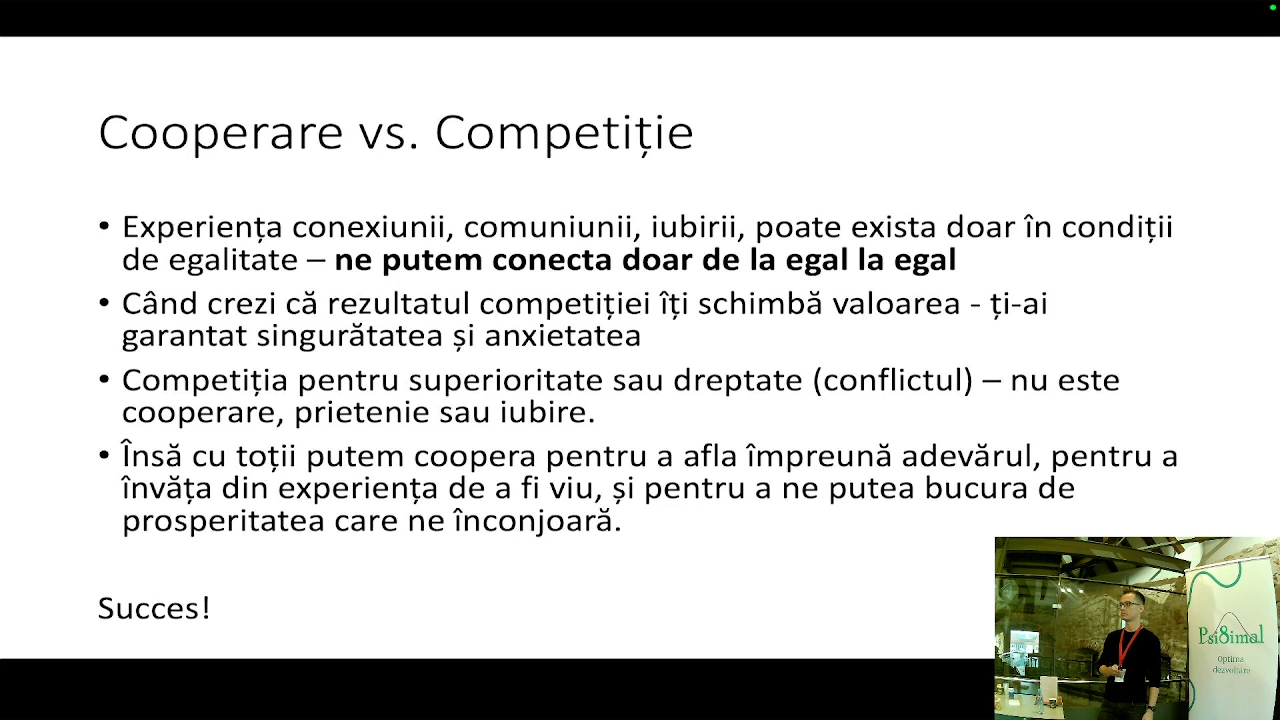 Cooperare vs. Competiție
• Experiența conexiunii, comuniunii, iubirii, poate exista doar în condiții
de egalitate – ne putem conecta doar de la egal la egal
• Când crezi că rezultatul competiției îți schimbă valoarea - ți-ai
garantat singurătatea și anxietatea
• Competiția pentru superioritate sau dreptate (conflictul) – nu este
cooperare, prietenie sau iubire.
• Însă cu toții putem coopera pentru a afla împreună adevărul, pentru a
învăța din experiența de a fi viu, și pentru a ne putea bucura de
prosperitatea care ne înconjoară.
Succes!
Psi8imal
Optima
dezvoltare